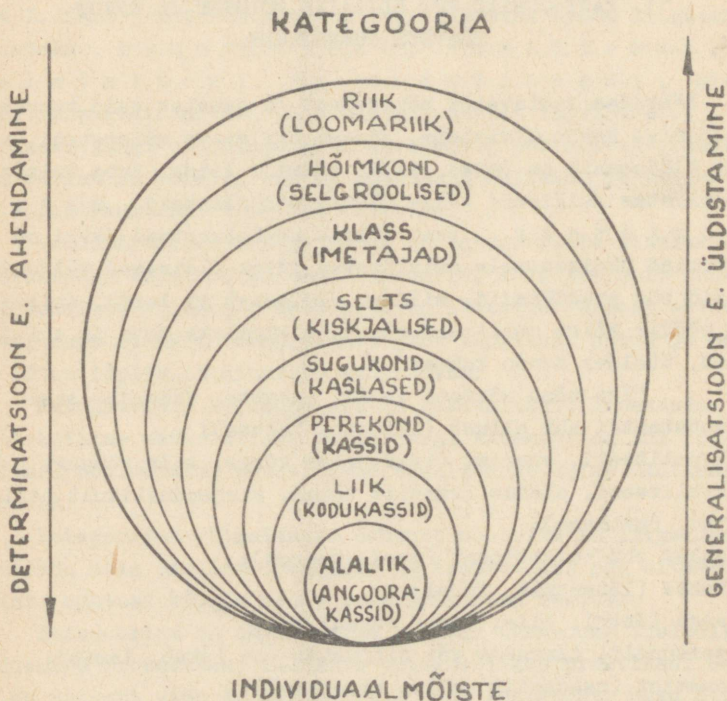 KATEGOORIA
DETERMINATSIOON E. AHENDAMINE
GENERALISATSIOON E. ÜLDISTAMINE
RIIK
(LOOMARIIK)
HÕIMKOND
(SELGROOLISED)
KLASS
(IMETAJAD)
SELTS
(KISKJALISED)
SUGUKOND
(KASLASED)
PEREKOND
(KASSID)
LIIK
(KODUKASSID)
ALALIIK
(ANGOORA-
KASSID)
INDIVIDUAALMÕISTE